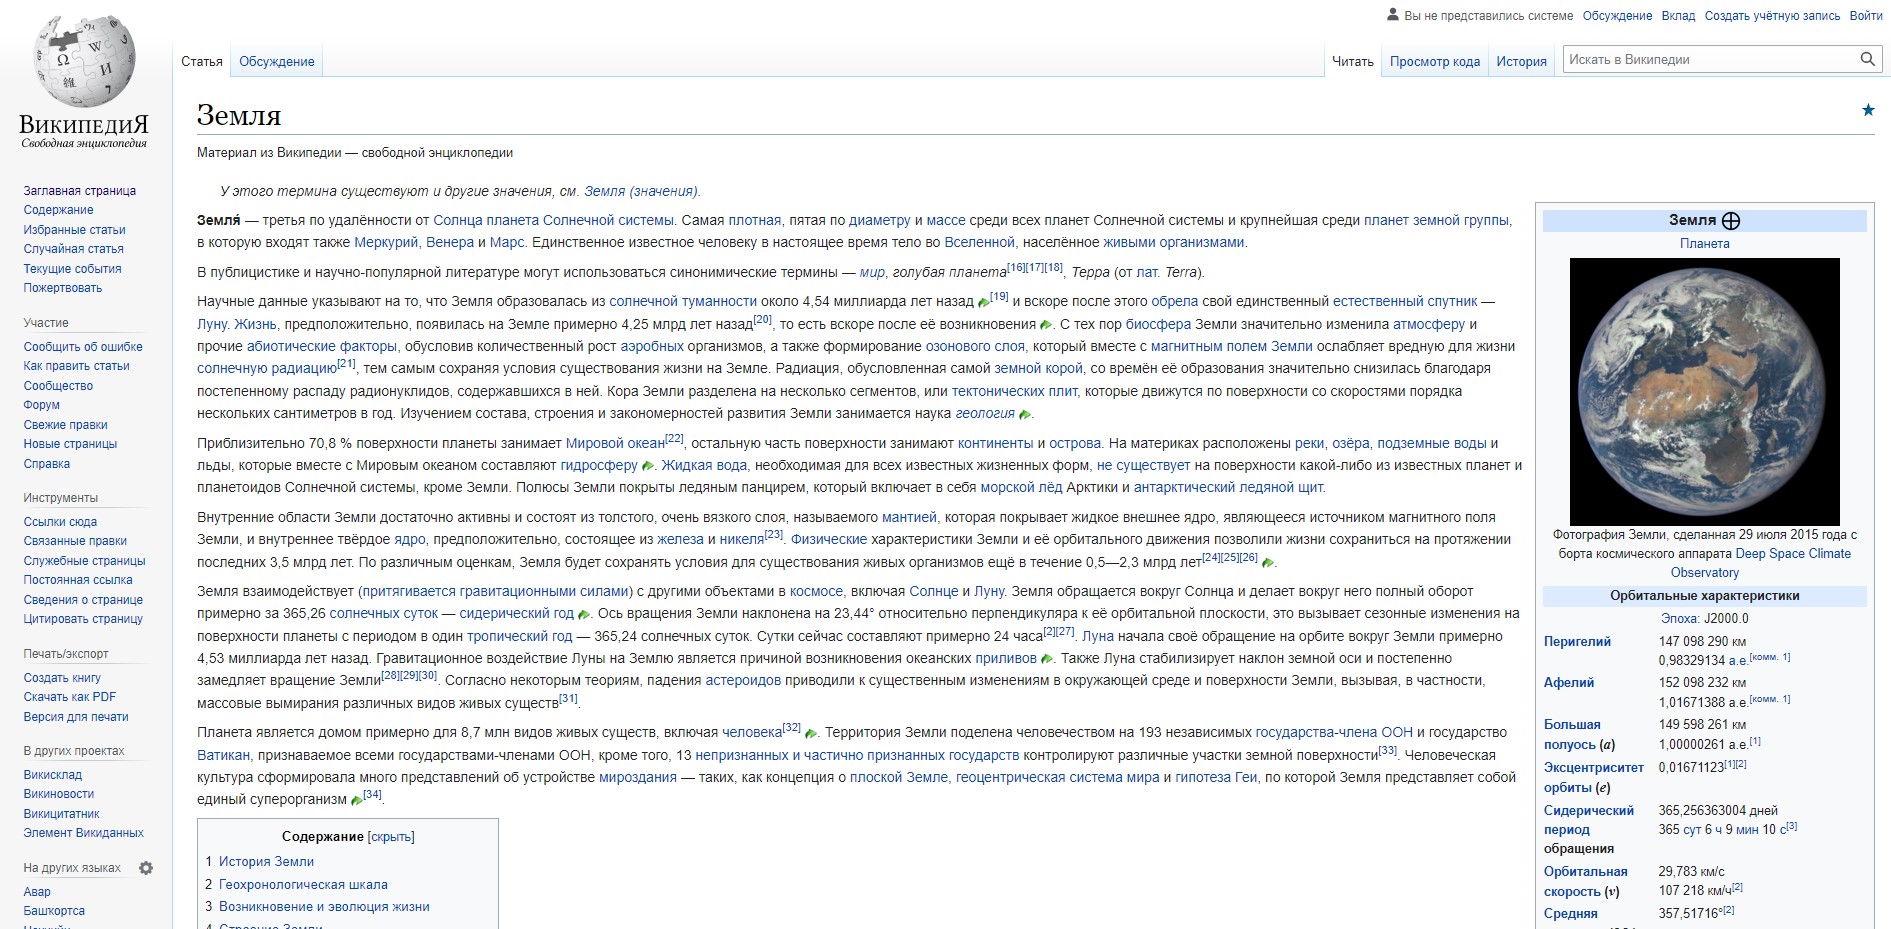 ВИКИПЕДИЯ
Свободная энциклопедия
Вы не представились системе Обсуждение Вклад Создать учётную запись Войти
Статья Обсуждение
Читать Просмотр кода История Искать в Википедии
Заглавная страница
Содержание
Избранные статьи
Случайная статья
Текущие события
Пожертвовать
Участие
Сообщить об ошибке
Как править статьи
Сообщество
Форум
Свежие правки
Новые страницы
Справка
Инструменты
Ссылки сюда
Связанные правки
Служебные страницы
Постоянная ссылка
Сведения о странице
Цитировать страницу
Печать/экспорт
Создать книгу
Скачать как PDF
Версия для печати
В других проектах
Викисклад
Викиновости
Викицитатник
Элемент Викиданных
На других языках
Авар
Башҡортса
Земля
Материал из Википедии — свободной энциклопедии
У этого термина существуют и другие значения, см. Земля (значения).
Земля́ — третья по удалённости от Солнца планета Солнечной системы. Самая плотная, пятая по диаметру и массе среди всех планет Солнечной системы и крупнейшая среди планет земной группы,
в которую входят также Меркурий, Венера и Марс. Единственное известное человеку в настоящее время тело во Вселенной, населённое живыми организмами.
В публицистике и научно-популярной литературе могут использоваться синонимические термины — мир, голубая планета[16][17][18], Терра (от лат. Terra).
Научные данные указывают на то, что Земля образовалась из солнечной туманности около 4,54 миллиарда лет назад [19] и вскоре после этого обрела свой единственный естественный спутник —
Луну. Жизнь, предположительно, появилась на Земле примерно 4,25 млрд лет назад[20], то есть вскоре после её возникновения . С тех пор биосфера Земли значительно изменила атмосферу и
прочие абиотические факторы, обусловив количественный рост аэробных организмов, а также формирование озонового слоя, который вместе с магнитным полем Земли ослабляет вредную для жизни
солнечную радиацию[21], тем самым сохраняя условия существования жизни на Земле. Радиация, обусловленная самой земной корой, со времён её образования значительно снизилась благодаря
постепенному распаду радионуклидов, содержавшихся в ней. Кора Земли разделена на несколько сегментов, или тектонических плит, которые движутся по поверхности со скоростями порядка
нескольких сантиметров в год. Изучением состава, строения и закономерностей развития Земли занимается наука геология .
Приблизительно 70,8 % поверхности планеты занимает Мировой океан[22], остальную часть поверхности занимают континенты и острова. На материках расположены реки, озёра, подземные воды и
льды, которые вместе с Мировым океаном составляют гидросферу . Жидкая вода, необходимая для всех известных жизненных форм, не существует на поверхности какой-либо из известных планет и
планетоидов Солнечной системы, кроме Земли. Полюсы Земли покрыты ледяным панцирем, который включает в себя морской лёд Арктики и антарктический ледяной щит.
Внутренние области Земли достаточно активны и состоят из толстого, очень вязкого слоя, называемого мантией, которая покрывает жидкое внешнее ядро, являющееся источником магнитного поля
Земли, и внутреннее твёрдое ядро, предположительно, состоящее из железа и никеля[23]. Физические характеристики Земли и её орбитального движения позволили жизни сохраниться на протяжении
последних 3,5 млрд лет. По различным оценкам, Земля будет сохранять условия для существования живых организмов ещё в течение 0,5—2,3 млрд лет[24][25][26] .
Земля взаимодействует (притягивается гравитационными силами) с другими объектами в космосе, включая Солнце и Луну. Земля обращается вокруг Солнца и делает вокруг него полный оборот
примерно за 365,26 солнечных суток — сидерический год . Ось вращения Земли наклонена на 23,44° относительно перпендикуляра к её орбитальной плоскости, это вызывает сезонные изменения на
поверхности планеты с периодом в один тропический год — 365,24 солнечных суток. Сутки сейчас составляют примерно 24 часа[2][27]. Луна начала своё обращение на орбите вокруг Земли примерно
4,53 миллиарда лет назад. Гравитационное воздействие Луны на Землю является причиной возникновения океанских приливов . Также Луна стабилизирует наклон земной оси и постепенно
замедляет вращение Земли[28][29][30]. Согласно некоторым теориям, падения астероидов приводили к существенным изменениям в окружающей среде и поверхности Земли, вызывая, в частности,
массовые вымирания различных видов живых существ[31].
Планета является домом примерно для 8,7 млн видов живых существ, включая человека[32] . Территория Земли поделена человечеством на 193 независимых государства-члена ООН и государство
Ватикан, признаваемое всеми государствами-членами ООН, кроме того, 13 непризнанных и частично признанных государств контролируют различные участки земной поверхности[33]. Человеческая
культура сформировала много представлений об устройстве мироздания — таких, как концепция о плоской Земле, геоцентрическая система мира и гипотеза Геи, по которой Земля представляет собой
единый суперорганизм [34].
Содержание [скрыть]
1 История Земли
2 Геохронологическая шкала
3 Возникновение и эволюция жизни
4 Строение Земли
Земля
Планета
Фотография Земли, сделанная 29 июля 2015 года с
борта космического аппарата Deep Space Climate
Observatory
Орбитальные характеристики
Эпоха: J2000.0
Перигелий 147 098 290 км
0,98329134 а.е.[комм. 1]
Афелий 152 098 232 км
1,01671388 а.е.[комм. 1]
Большая 149 598 261 км
полуось (a) 1,00000261 а.е.[1]
Эксцентриситет 0,01671123[1][2]
орбиты (e)
Сидерический 365,256363004 дней
период 365 сут 6 ч 9 мин 10 с[3]
обращения
Орбитальная 29,783 км/с
скорость (v) 107 218 км/ч[2]
Средняя 357,51716°[2]